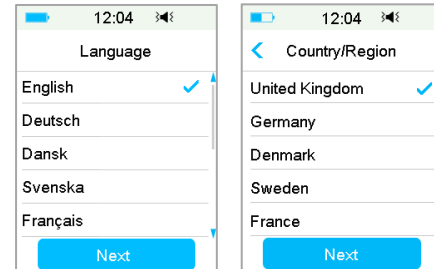 12:04
Language
English
Deutsch
Dansk
Svenska
Français
Next
12:04
Country/Region
United Kingdom
Germany
Denmark
Sweden
France
Next